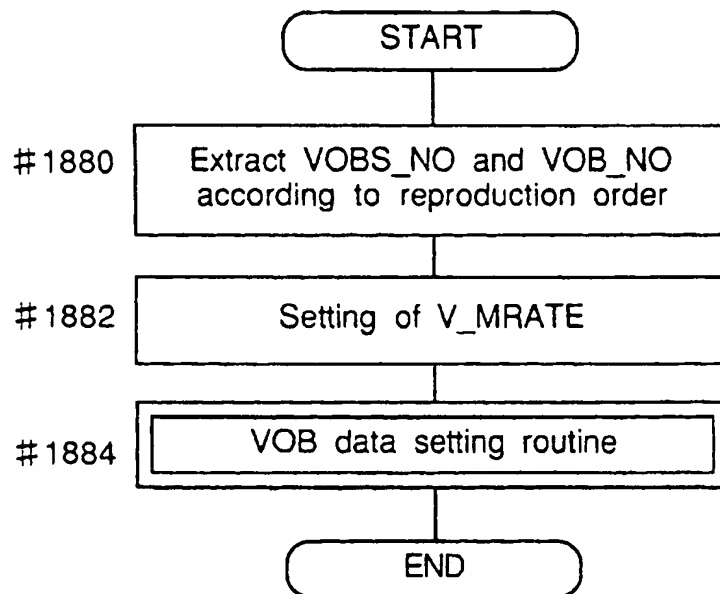 START
#1880
Extract VOBS_NO and VOB_NO
according to reproduction order
#1882
Setting of V_MRATE
#1884
VOB data setting routine
END